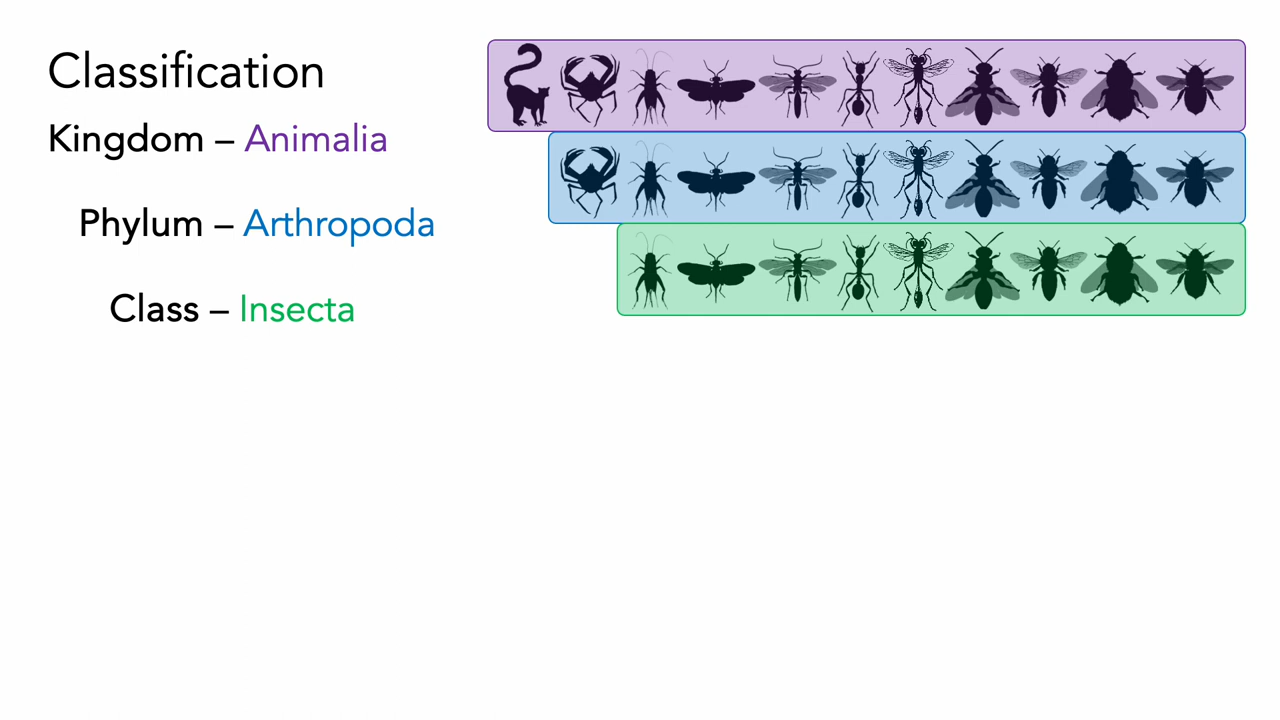 Classification
Kingdom – Animalia
Phylum – Arthropoda
Class – Insecta